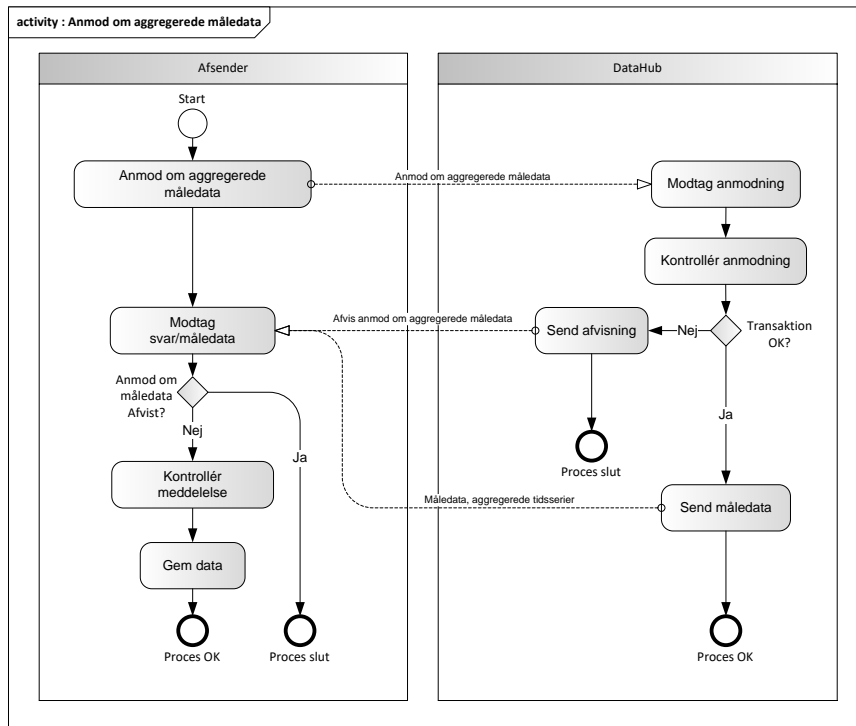 activity : Anmod om aggregerede måledata
Afsender
DataHub
Start
Anmod om aggregerede
måledata
Anmod om aggregerede måledata
Modtag anmodning
Kontrollér anmodning
Modtag
svar/måledata
Afvis anmod om aggregerede måledata
Send afvisning
Nej
Transaktion
OK?
Anmod om
måledata
Afvist?
Nej
Ja
Ja
Proces slut
Kontrollér
meddelelse
Måledata, aggregerede tidsserier
Send måledata
Gem data
Proces OK
Proces slut
Proces OK